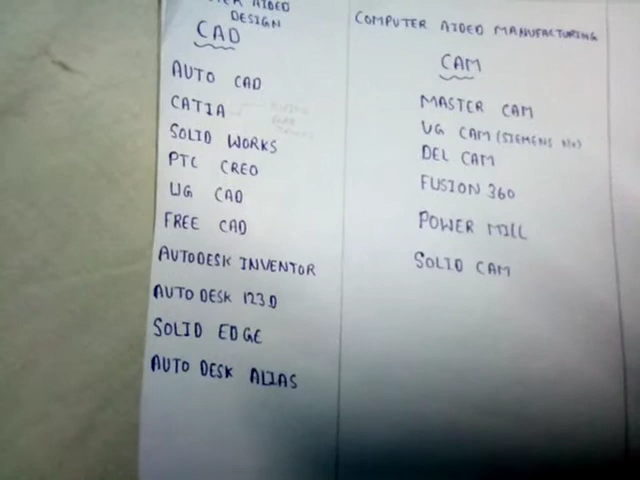 AIDED
DESIGN
CAD
AUTO CAD
CATIA
SOLID WORKS
PTC CREO
UG CAD
FREE CAD
AUTODESK INVENTOR
AUTO DESK 123D
SOLID EDGE
AUTO DESK ALIAS
COMPUTER AIDED MANUFACTURING
CAM
MASTER CAM
UG CAM (SIEMENS NX)
DEL CAM
FUSION 360
POWER MILL
SOLID CAM